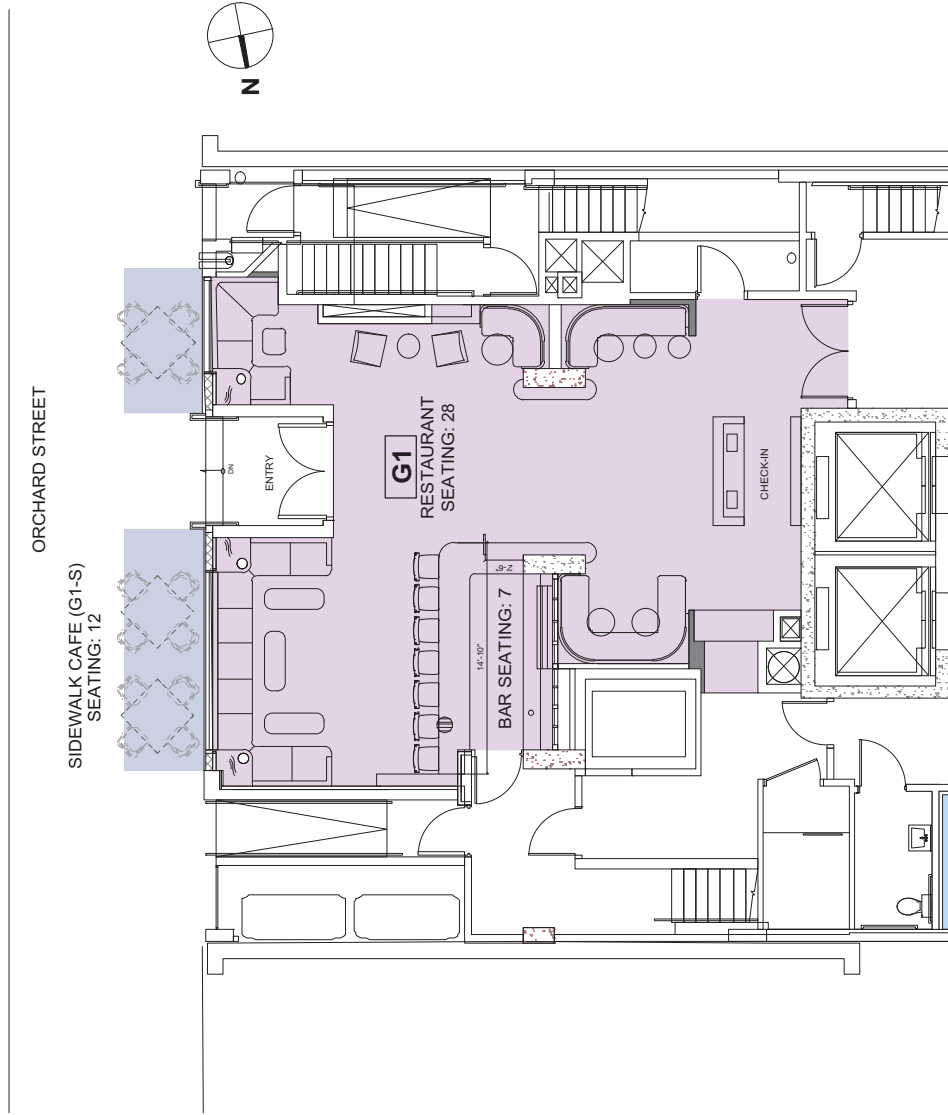 N
ORCHARD STREET
SIDEWALK CAFE (G1-S)
SEATING: 12
DN
ENTRY
G1
RESTAURANT
SEATING: 28
CHECK-IN
2'-6"
14'-10"
BAR SEATING: 7